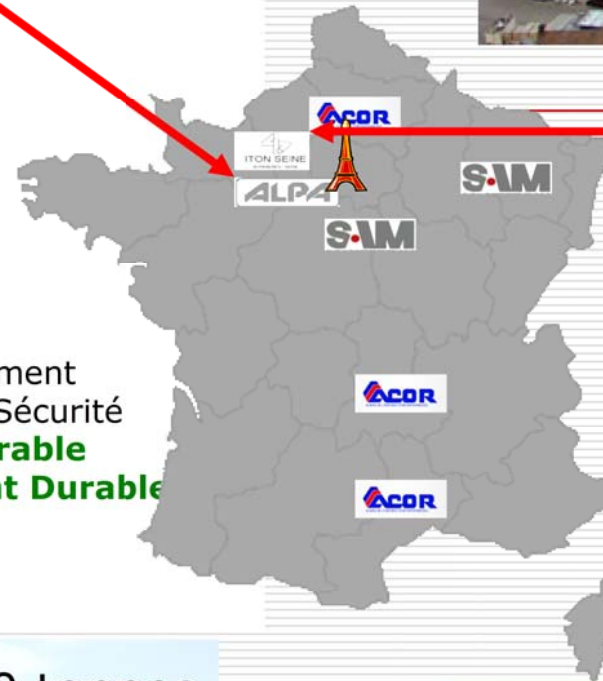 ACOR
ITON SEINE
ALPA
SAM
SAM
ment
Sécurité
rable
t Durable
ACOR
ACOR